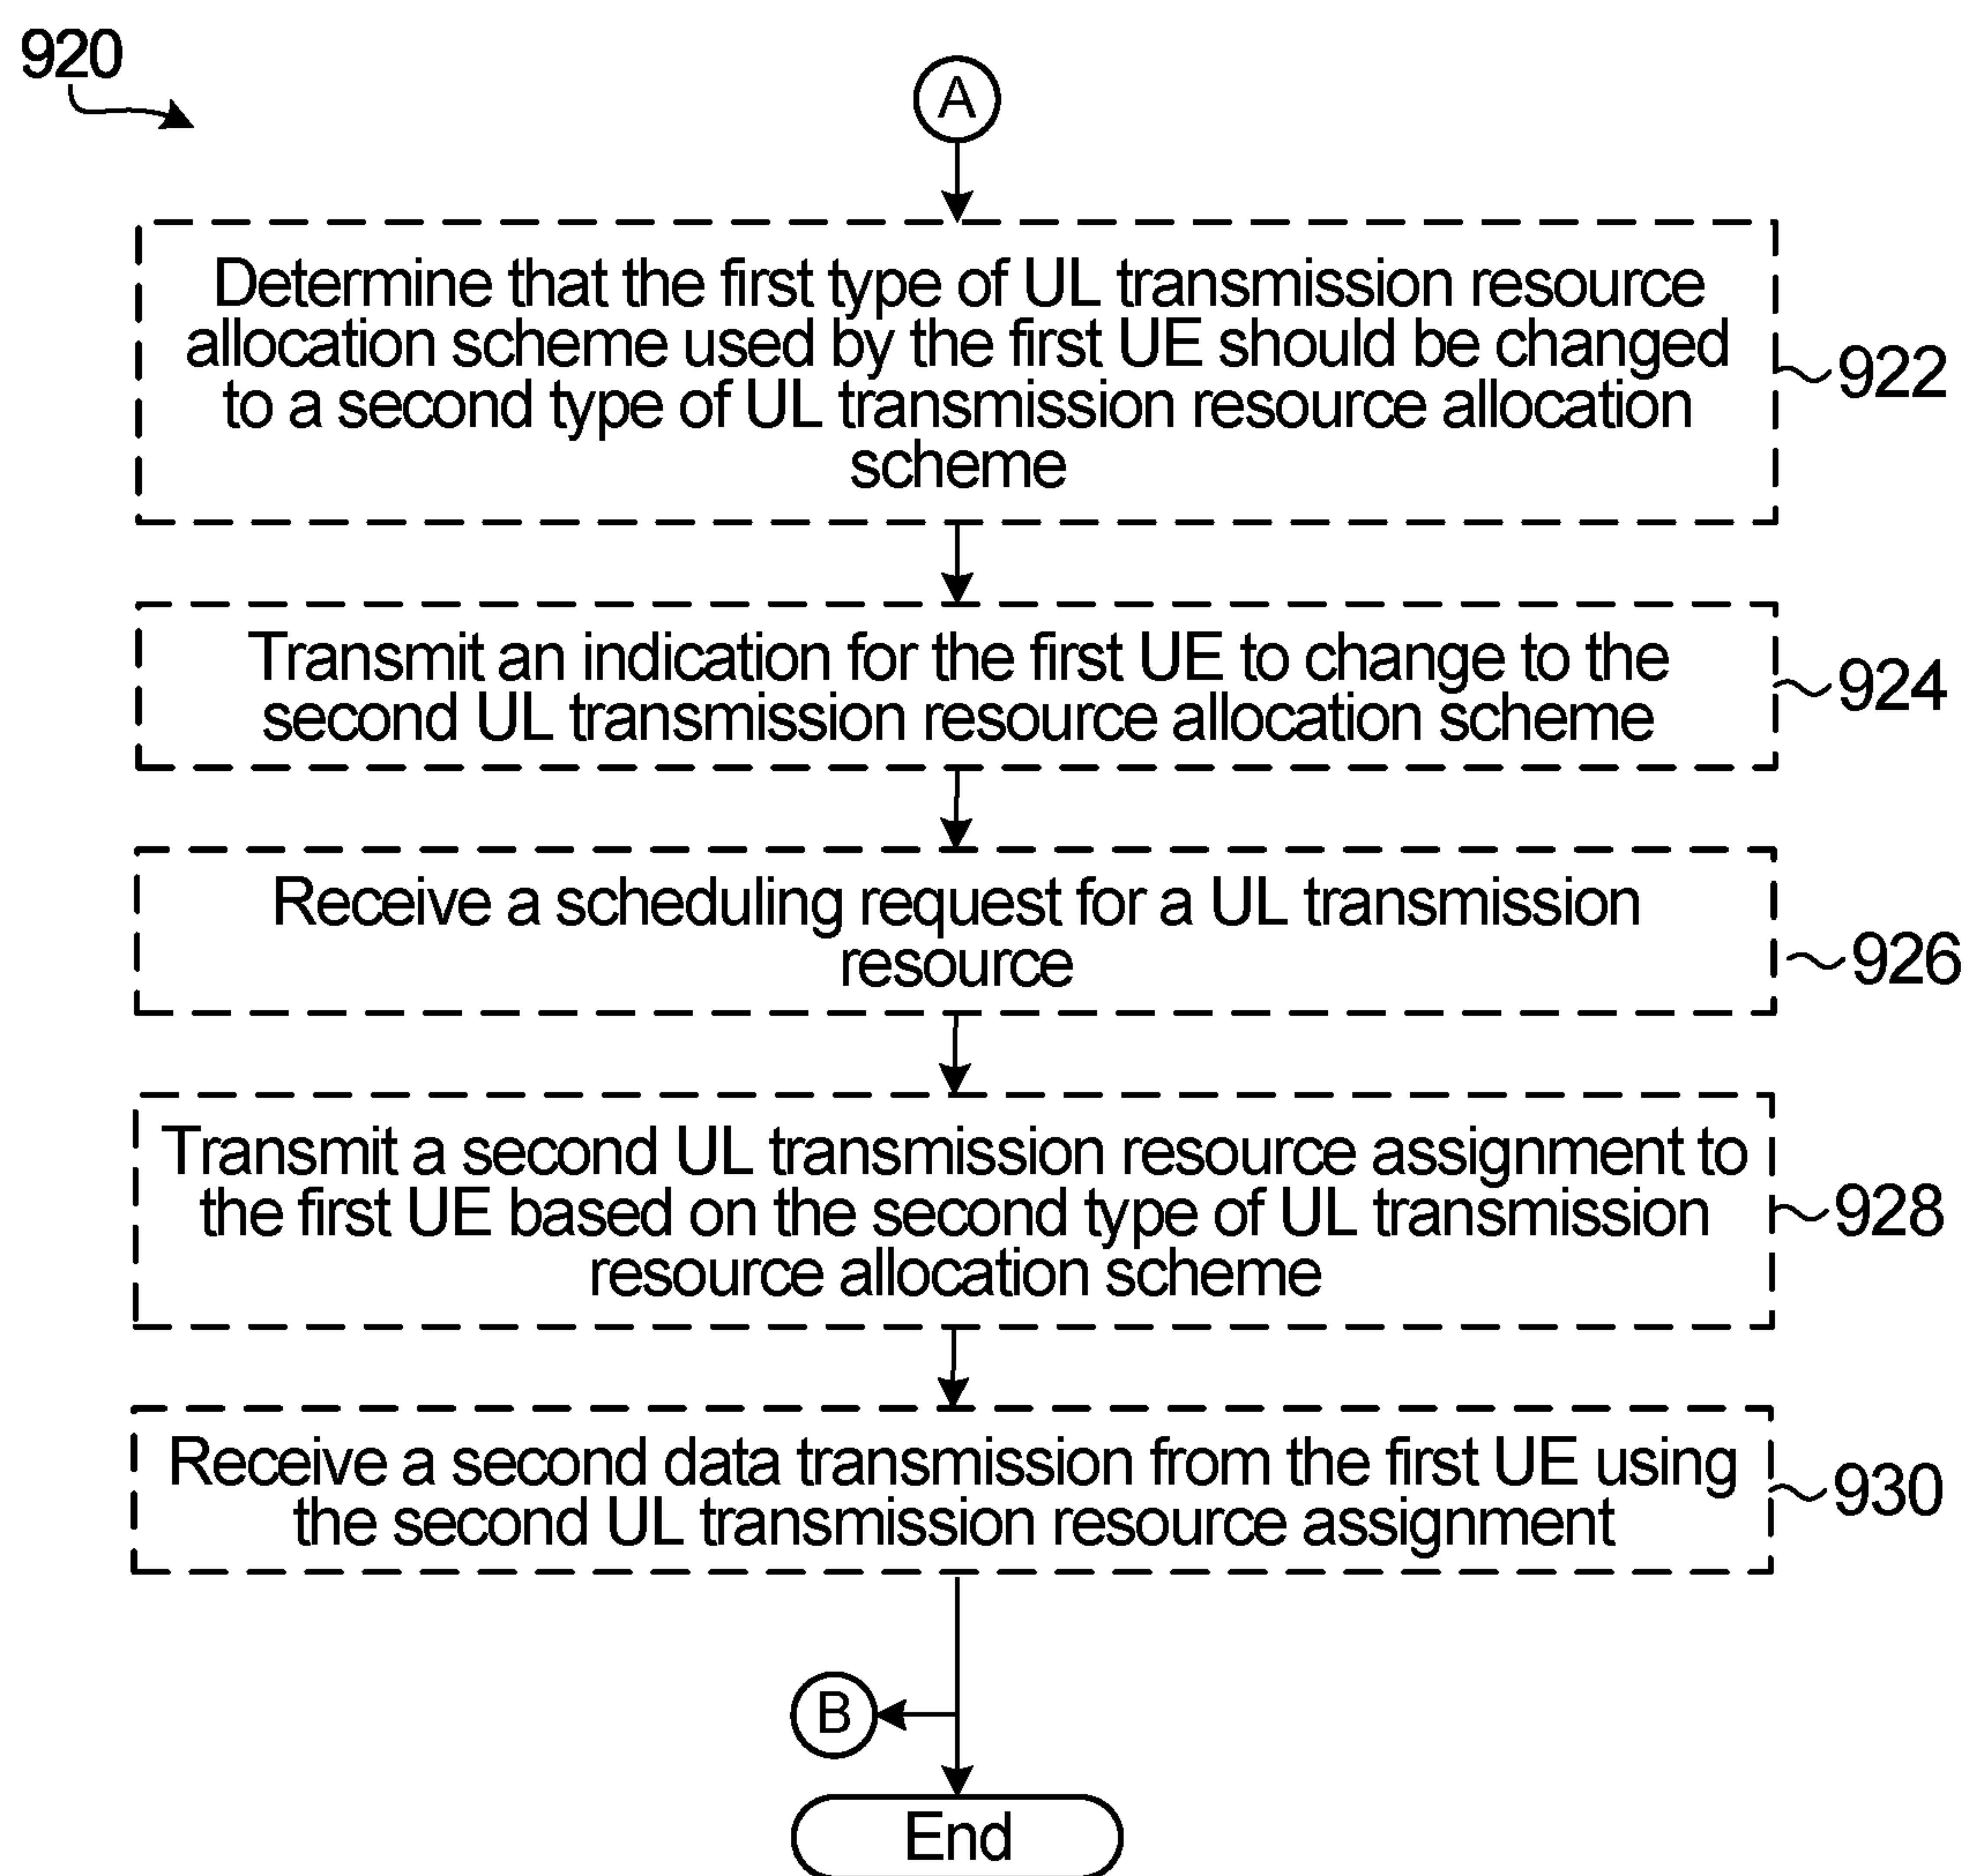 920
A
Determine that the first type of UL transmission resource
allocation scheme used by the first UE should be changed
to a second type of UL transmission resource allocation
scheme
922
Transmit an indication for the first UE to change to the
second UL transmission resource allocation scheme
924
Receive a scheduling request for a UL transmission
resource
926
Transmit a second UL transmission resource assignment to
the first UE based on the second type of UL transmission
resource allocation scheme
928
Receive a second data transmission from the first UE using
the second UL transmission resource assignment
930
B
End